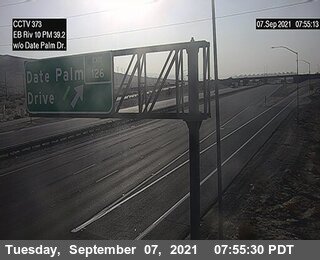 CCTV 373
EB Riv 10 PM 39.2
w/o Date Palm Dr.
07.Sep 2021 07:55:13
EXIT
126
Date Palm
Drive
Tuesday, September 07, 2021 07:55:30 PDT